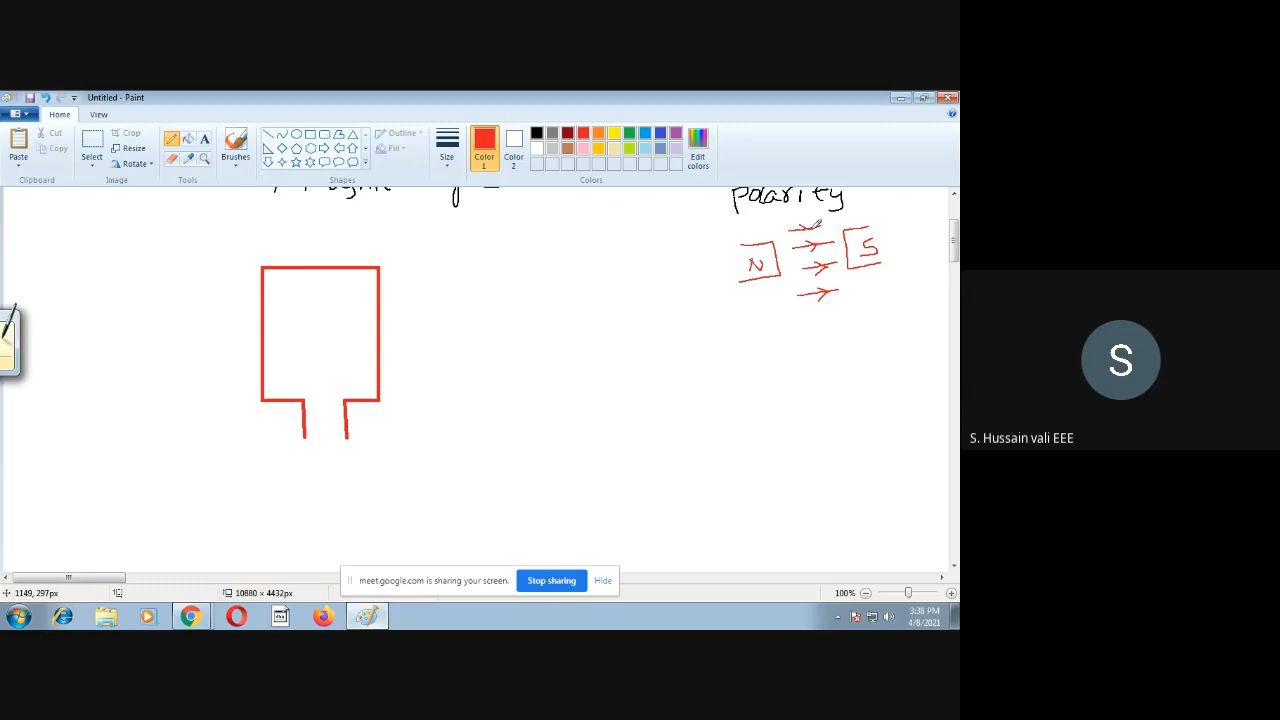 Untitled - Paint
Home
View
Paste
Cut
Copy
Clipboard
Select
Crop
Resize
Rotate
Image
Tools
Brushes
Shapes
Outline
Fill
Size
Color 1
Color 2
Edit colors
Colors
polarity
N
S
S
S. Hussain vali EEE
meet.google.com is sharing your screen.
Stop sharing
Hide
1149, 297px
10880 × 4432px
100%
3:38 PM
4/8/2021